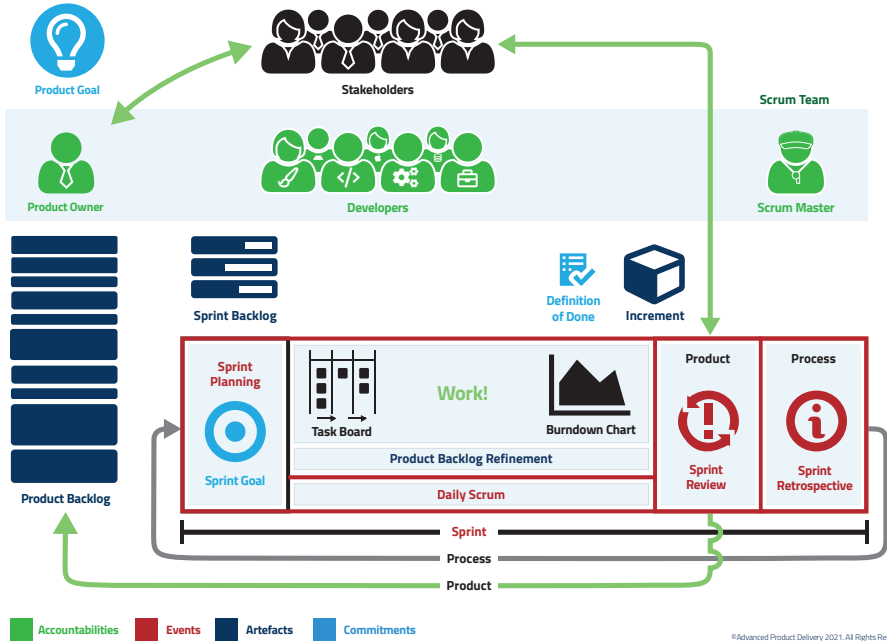 Product Goal
Stakeholders
Scrum Team
Product Owner
Developers
Scrum Master
Sprint Backlog
Definition
of Done
Increment
Sprint
Planning
Sprint Goal
Work!
Task Board
Burndown Chart
Product Backlog Refinement
Daily Scrum
Product
Sprint
Review
Process
Sprint
Retrospective
Product Backlog
Sprint
Process
Product
Accountabilities
Events
Artefacts
Commitments
©Advanced Product Delivery 2021. All Rights Re